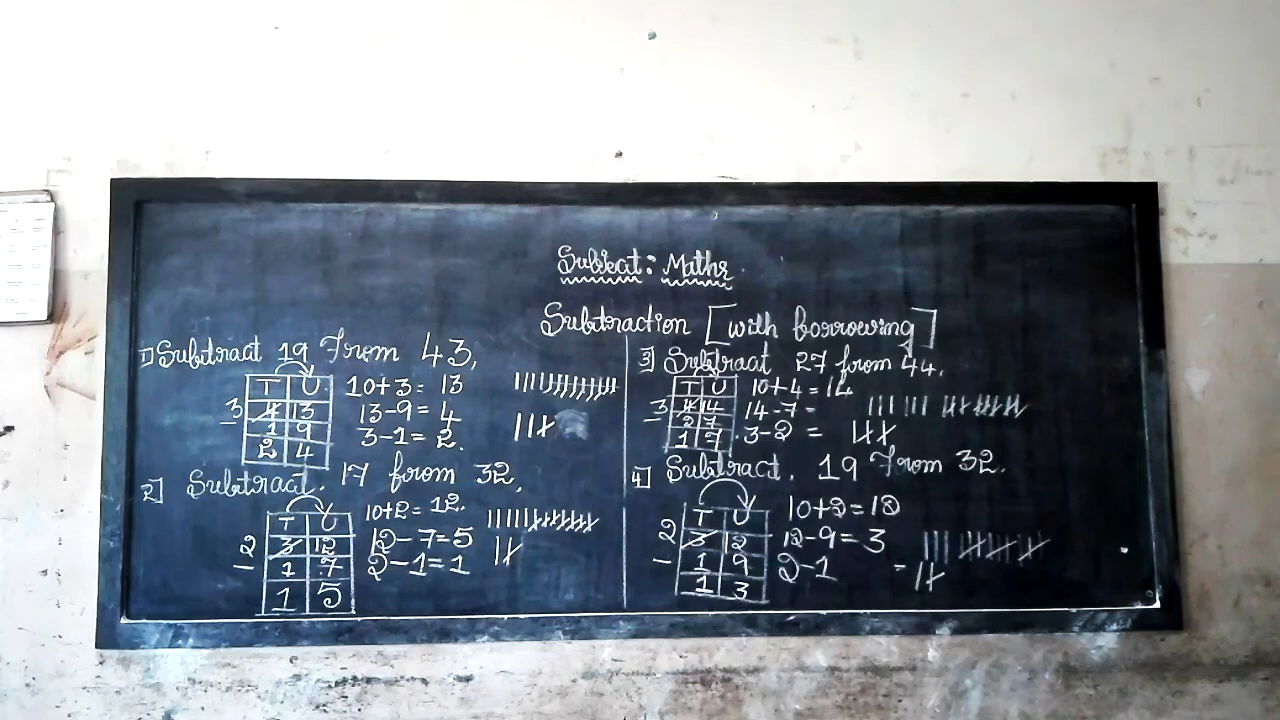 Subject: Maths
Subtraction [with borrowing]
1) Subtract 19 From 43,
T U
3 4 13
- 1 9
2 4
10+3= 13
13-9= 4
3-1= 2.
2] Subtract. 17 from 32,
T U
2 3 12
- 1 7
1 5
10+2= 12.
12-7=5
2-1=1
3] Subtract 27 from 44.
T U
3 4 14
- 2 7
1 7
10+4=14
14-7=
3-2 =
4] Subtract. 19 From 32.
T U
2 3 12
- 1 9
1 3
10+2=12
12-9= 3
2-1 =